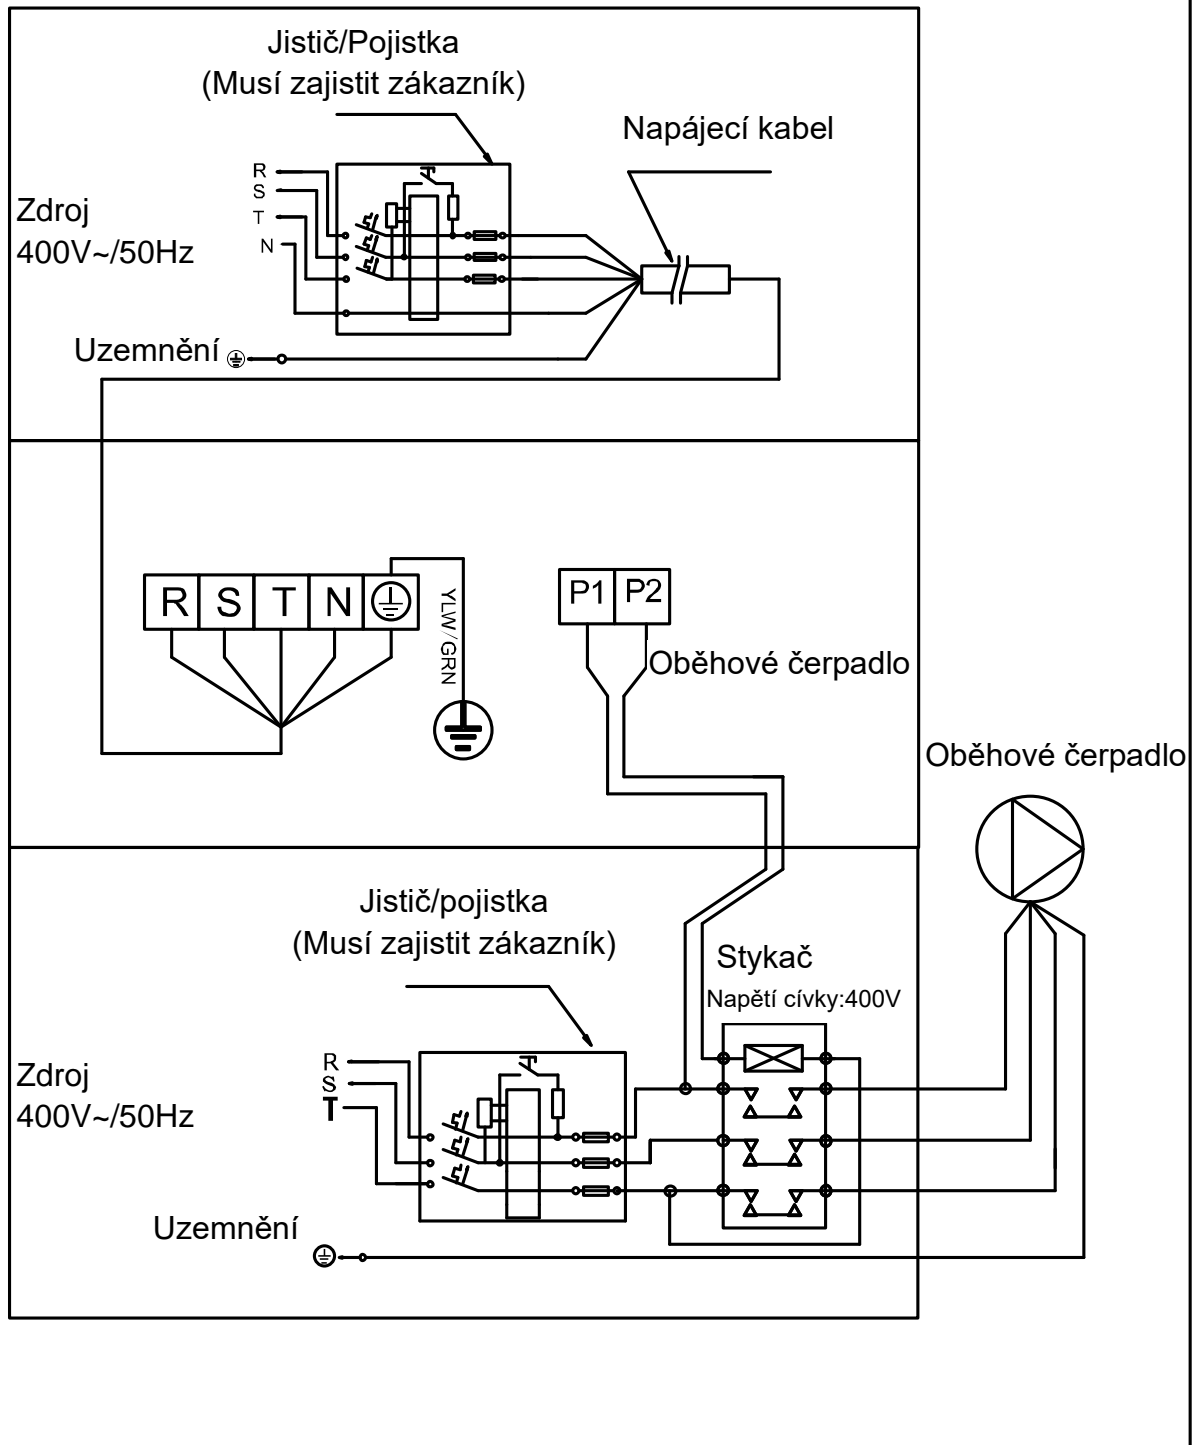 Jistič/Pojistka
(Musí zajistit zákazník)
Napájecí kabel
R
S
T
N
Zdroj
400V~/50Hz
Uzemnění
R S T N
YLW/GRN
P1 P2
Oběhové čerpadlo
Oběhové čerpadlo
Jistič/pojistka
(Musí zajistit zákazník)
Stykač
Napětí cívky:400V
R
S
T
Zdroj
400V~/50Hz
Uzemnění